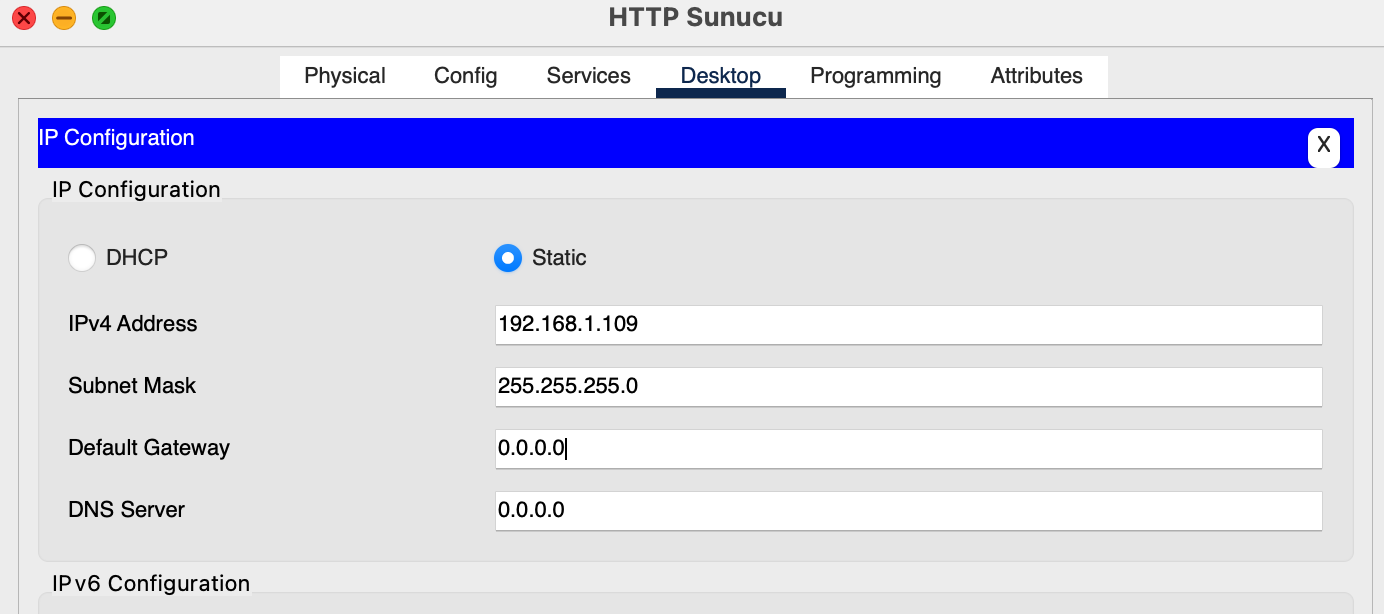 HTTP Sunucu
Physical Config Services Desktop Programming Attributes
IP Configuration
X
IP Configuration
DHCP Static
IPv4 Address 192.168.1.109
Subnet Mask 255.255.255.0
Default Gateway 0.0.0.0
DNS Server 0.0.0.0
IPv6 Configuration